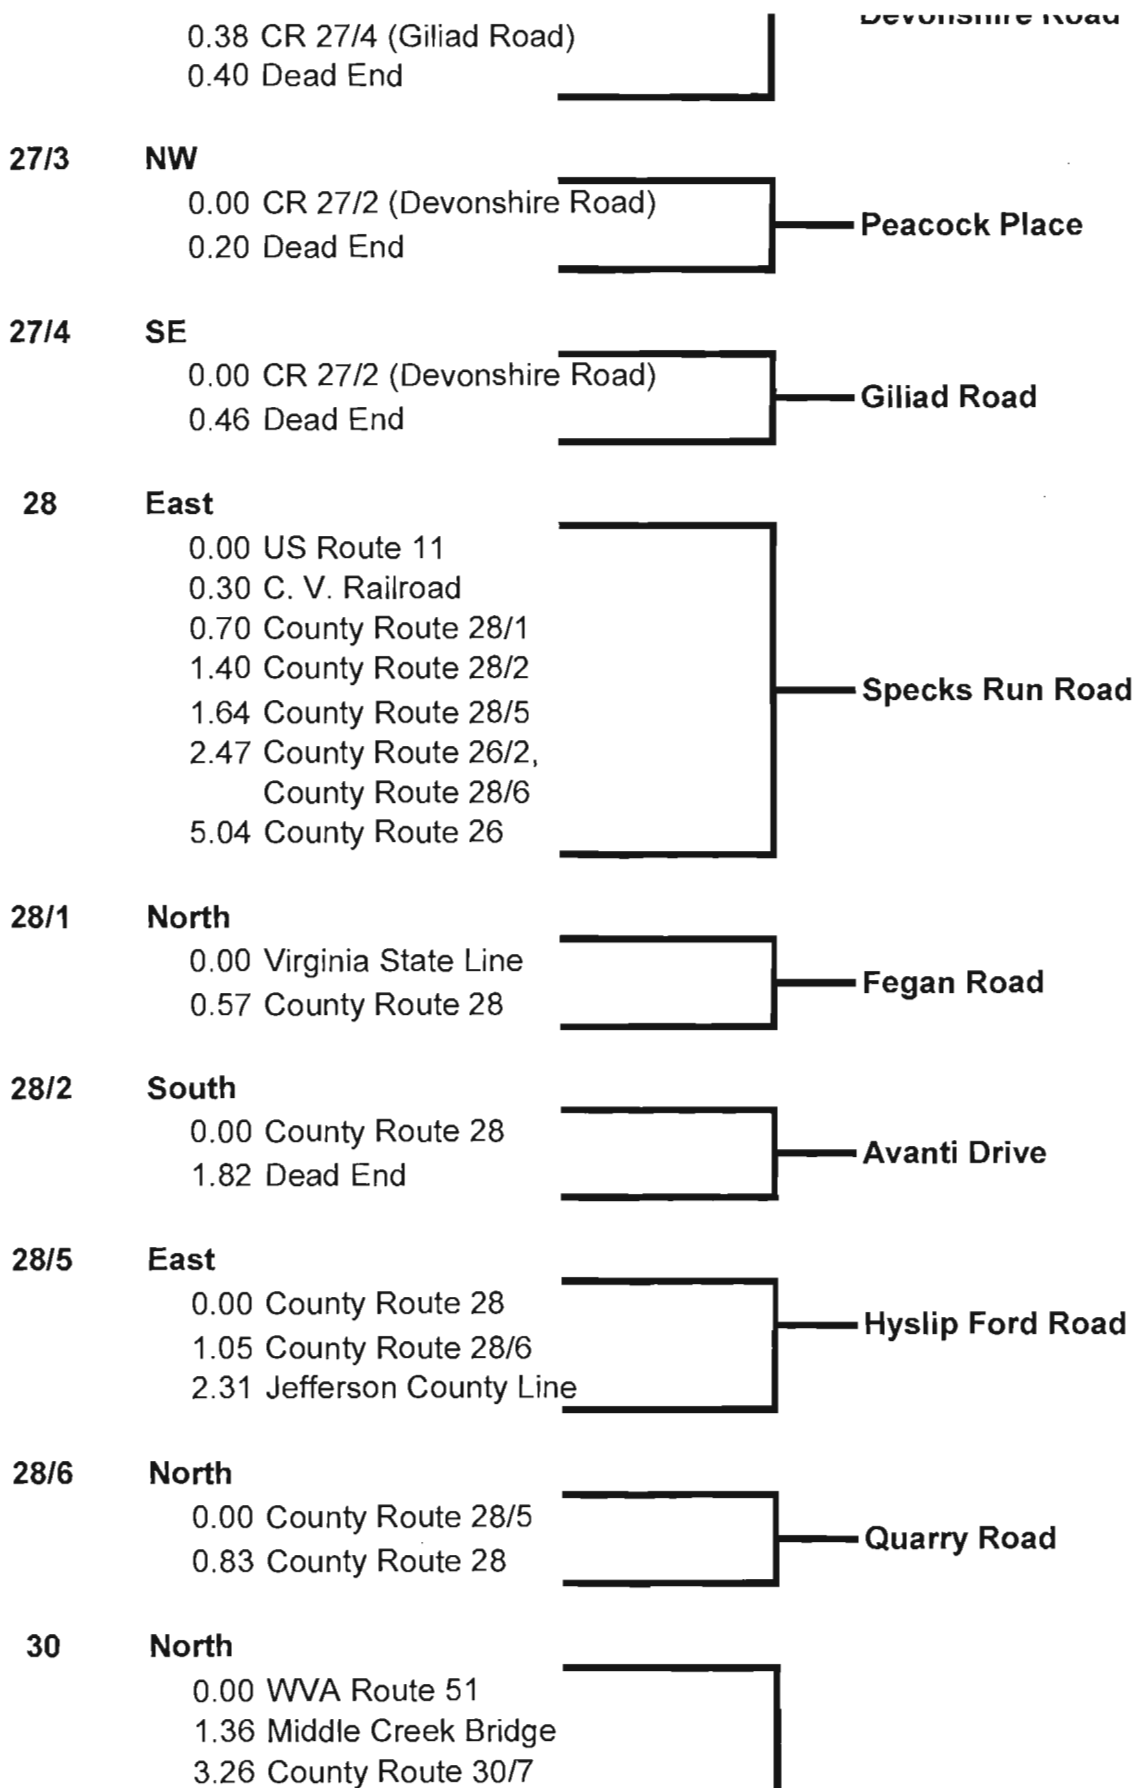 Devonshire Road
0.38 CR 27/4 (Giliad Road)
0.40 Dead End
27/3 NW
0.00 CR 27/2 (Devonshire Road)
0.20 Dead End
Peacock Place
27/4 SE
0.00 CR 27/2 (Devonshire Road)
0.46 Dead End
Giliad Road
28 East
0.00 US Route 11
0.30 C. V. Railroad
0.70 County Route 28/1
1.40 County Route 28/2
1.64 County Route 28/5
2.47 County Route 26/2,
County Route 28/6
5.04 County Route 26
Specks Run Road
28/1 North
0.00 Virginia State Line
0.57 County Route 28
Fegan Road
28/2 South
0.00 County Route 28
1.82 Dead End
Avanti Drive
28/5 East
0.00 County Route 28
1.05 County Route 28/6
2.31 Jefferson County Line
Hyslip Ford Road
28/6 North
0.00 County Route 28/5
0.83 County Route 28
Quarry Road
30 North
0.00 WVA Route 51
1.36 Middle Creek Bridge
3.26 County Route 30/7